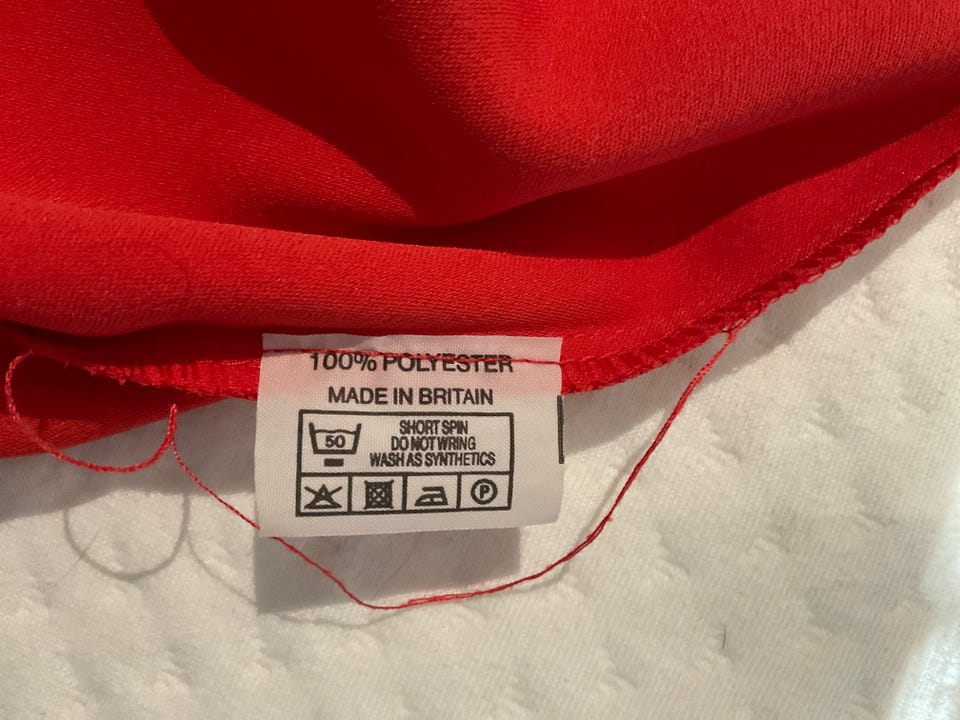 100% POLYESTER
MADE IN BRITAIN
50
SHORT SPIN
DO NOT WRING
WASH AS SYNTHETICS
P